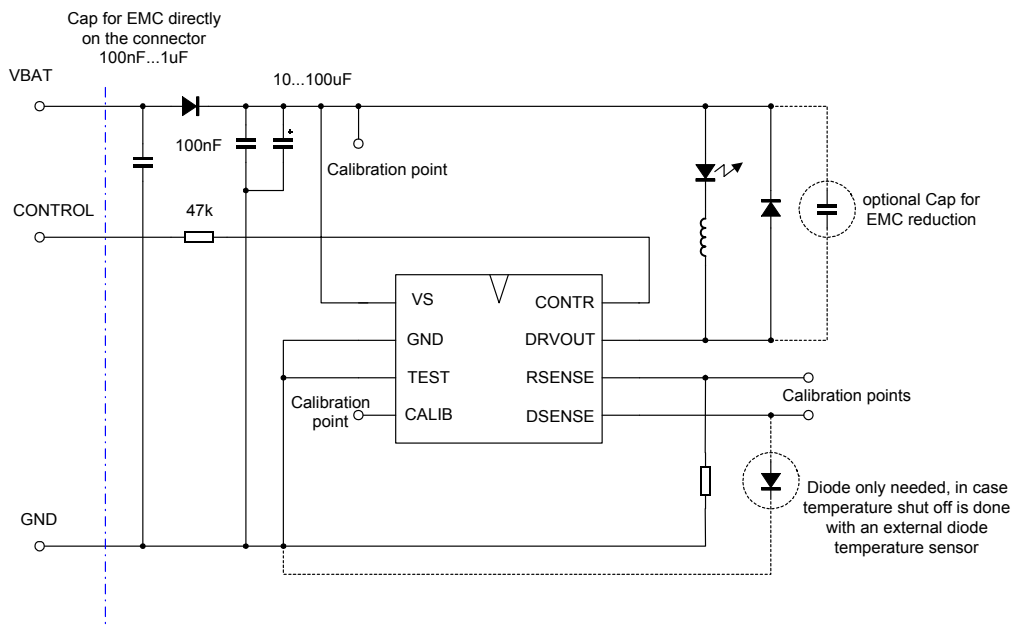 Cap for EMC directly
on the connector
100nF...1uF
VBAT
10...100uF
+
100nF
Calibration point
CONTROL
47k
optional Cap for
EMC reduction
VS
CONTR
GND
DRVOUT
TEST
RSENSE
Calibration
point
CALIB
DSENSE
Calibration points
GND
Diode only needed, in case
temperature shut off is done
with an external diode
temperature sensor